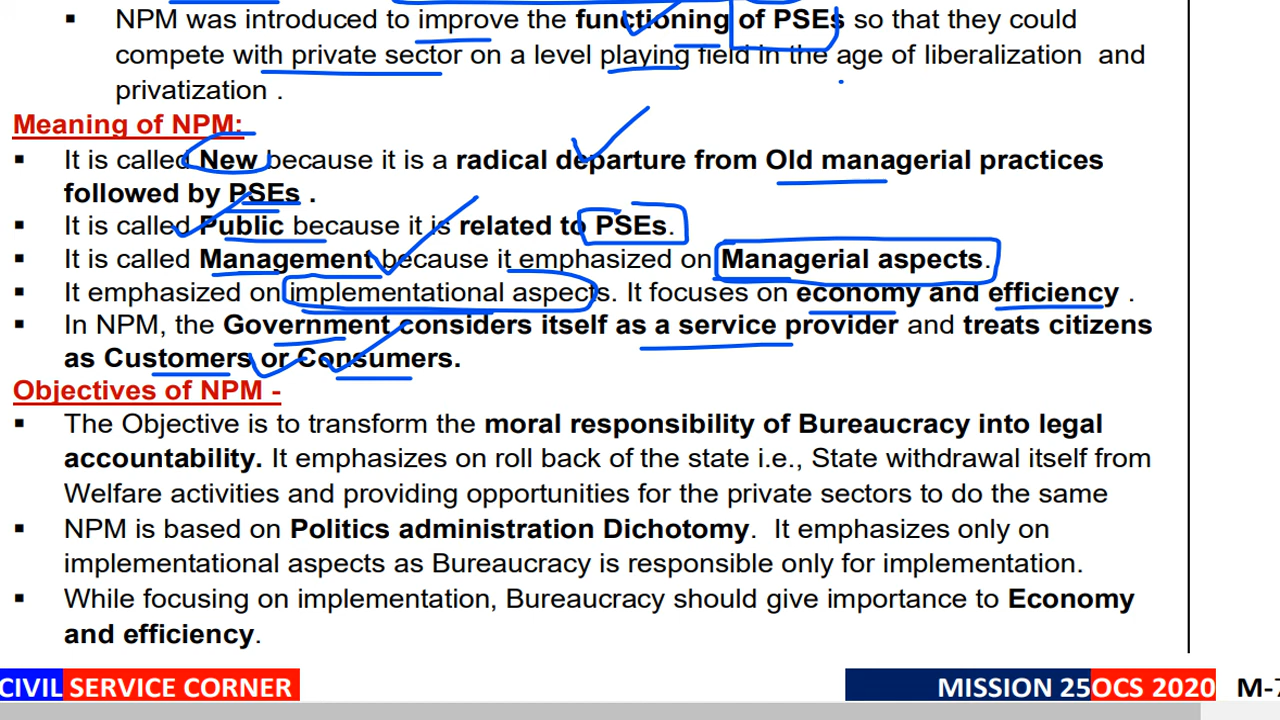 ▪ NPM was introduced to improve the functioning of PSEs so that they could
compete with private sector on a level playing field in the age of liberalization and
privatization .
Meaning of NPM:
▪ It is called New because it is a radical departure from Old managerial practices
followed by PSEs .
▪ It is called Public because it is related to PSEs.
▪ It is called Management because it emphasized on Managerial aspects.
▪ It emphasized on implementational aspects. It focuses on economy and efficiency .
▪ In NPM, the Government considers itself as a service provider and treats citizens
as Customers or Consumers.
Objectives of NPM -
▪ The Objective is to transform the moral responsibility of Bureaucracy into legal
accountability. It emphasizes on roll back of the state i.e., State withdrawal itself from
Welfare activities and providing opportunities for the private sectors to do the same
▪ NPM is based on Politics administration Dichotomy. It emphasizes only on
implementational aspects as Bureaucracy is responsible only for implementation.
▪ While focusing on implementation, Bureaucracy should give importance to Economy
and efficiency.
CIVIL SERVICE CORNER MISSION 25OCS 2020 M-7